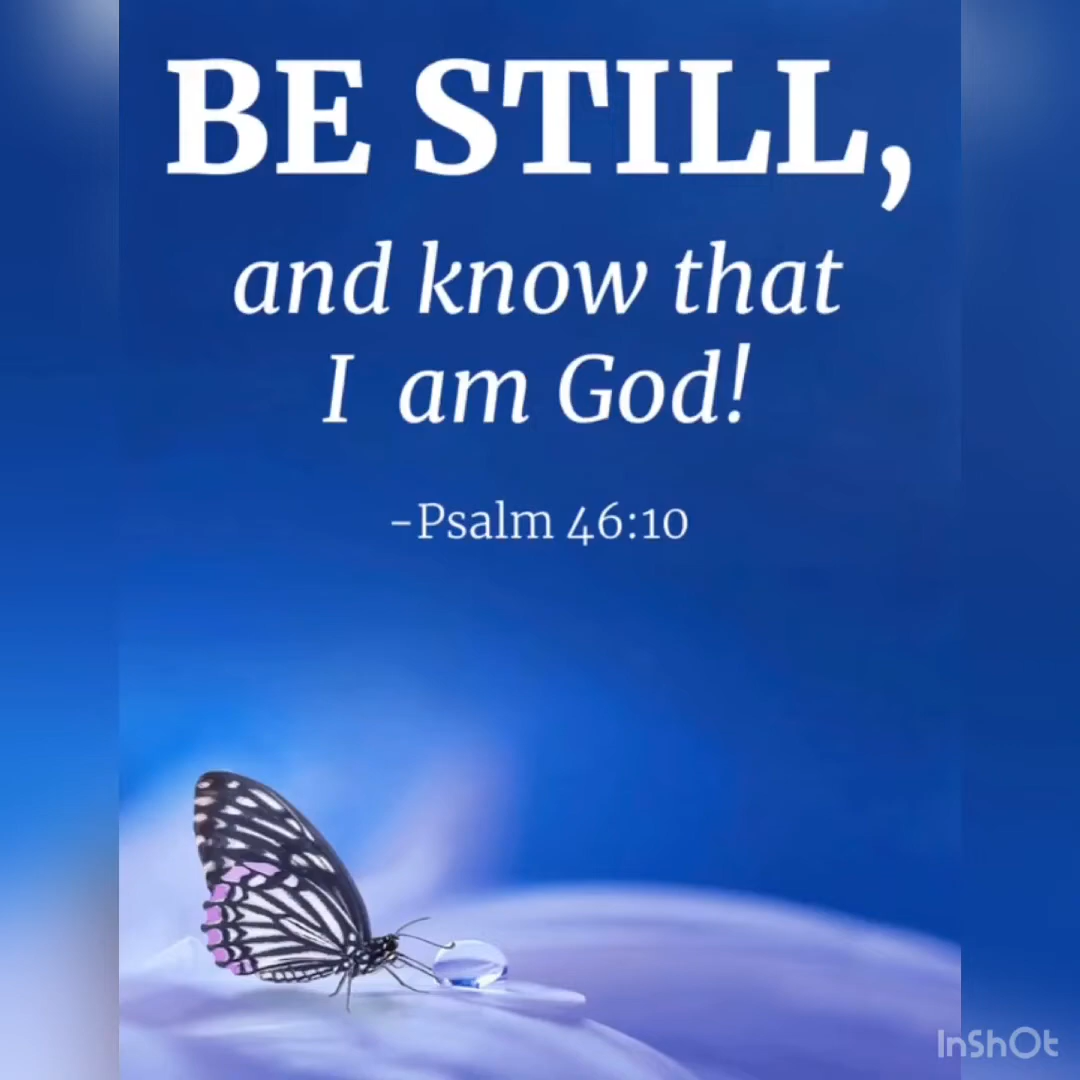 BE STILL,
and know that
I am God!
-Psalm 46:10
InShOt